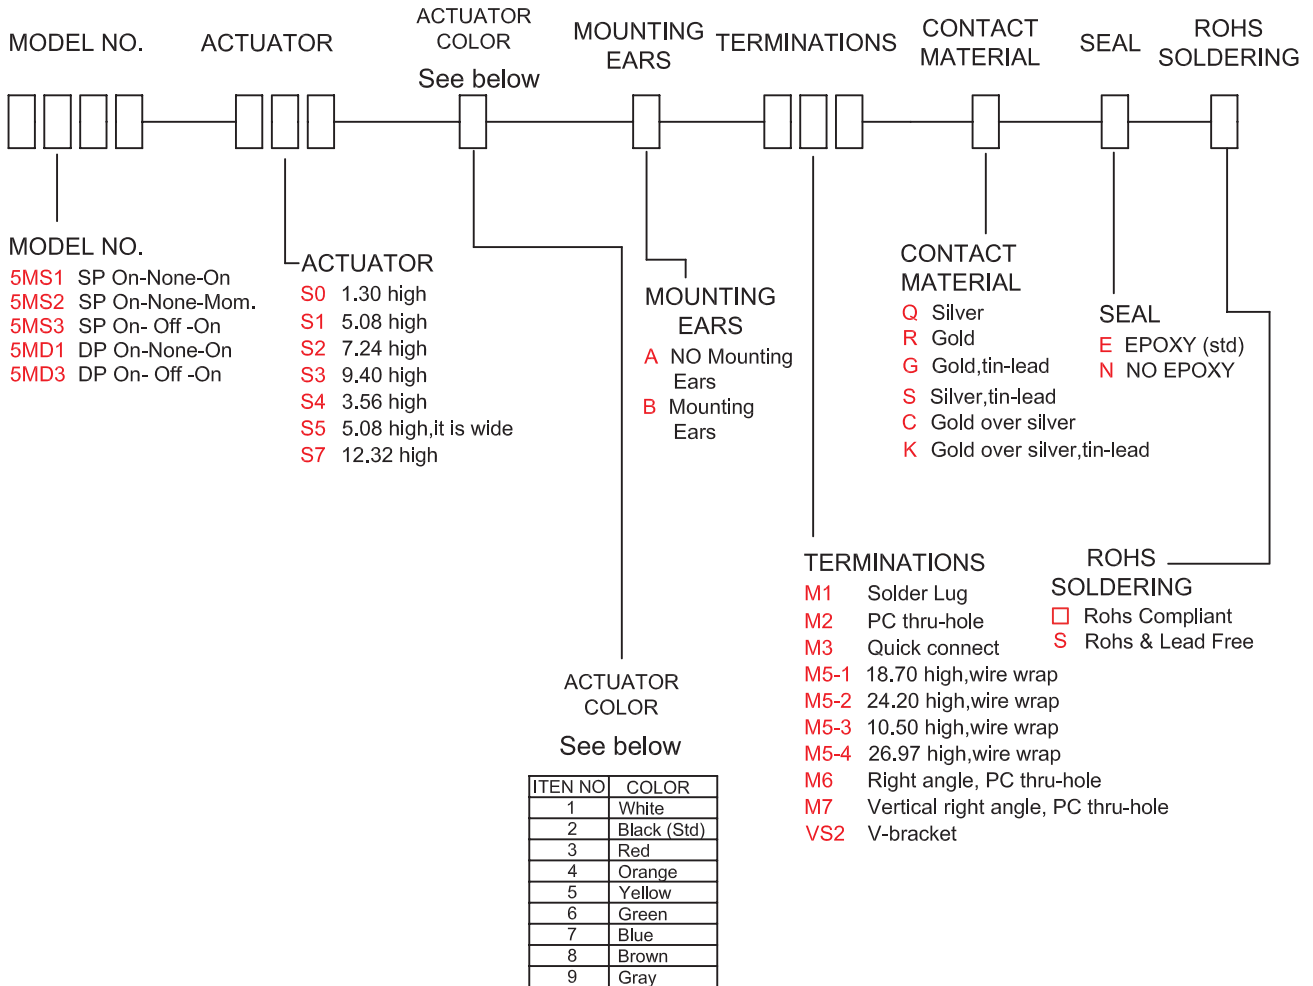 MODEL NO.
ACTUATOR
ACTUATOR
COLOR
See below
MOUNTING
EARS
TERMINATIONS
CONTACT
MATERIAL
SEAL
ROHS
SOLDERING
MODEL NO.
5MS1 SP On-None-On
5MS2 SP On-None-Mom.
5MS3 SP On- Off -On
5MD1 DP On-None-On
5MD3 DP On- Off -On
ACTUATOR
S0 1.30 high
S1 5.08 high
S2 7.24 high
S3 9.40 high
S4 3.56 high
S5 5.08 high,it is wide
S7 12.32 high
MOUNTING
EARS
A NO Mounting
Ears
B Mounting
Ears
CONTACT
MATERIAL
Q Silver
R Gold
G Gold,tin-lead
S Silver,tin-lead
C Gold over silver
K Gold over silver,tin-lead
SEAL
E EPOXY (std)
N NO EPOXY
TERMINATIONS
M1 Solder Lug
M2 PC thru-hole
M3 Quick connect
M5-1 18.70 high,wire wrap
M5-2 24.20 high,wire wrap
M5-3 10.50 high,wire wrap
M5-4 26.97 high,wire wrap
M6 Right angle, PC thru-hole
M7 Vertical right angle, PC thru-hole
VS2 V-bracket
ROHS
SOLDERING
□ Rohs Compliant
S Rohs & Lead Free
ACTUATOR
COLOR
See below
ITEN NO COLOR
1 White
2 Black (Std)
3 Red
4 Orange
5 Yellow
6 Green
7 Blue
8 Brown
9 Gray